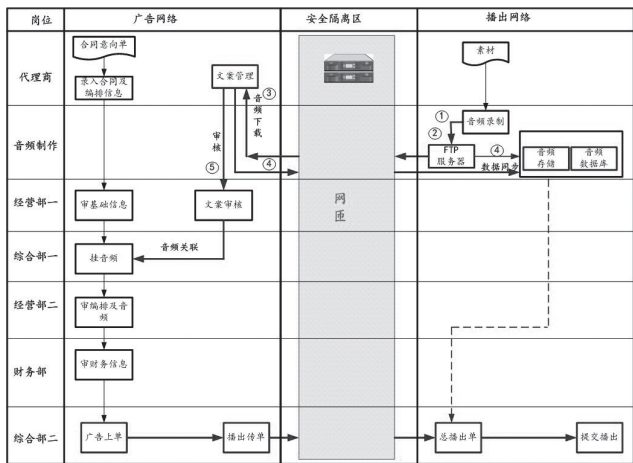 岗位
广告网络
安全隔离区
播出网络
代理商
合同意向单
录入合同及
编排信息
文案管理
③
音
频
下
载
素材
音频制作
审
核
⑤
④
①
音频录制
②
FTP
服务器
④
数据同步
音频
存储
音频
数据库
经营部一
审基础信息
文案审核
网
匝
综合部一
挂音频
音频关联
经营部二
审编排及音
频
财务部
审财务信息
综合部二
广告上单
播出传单
总播出单
提交播出